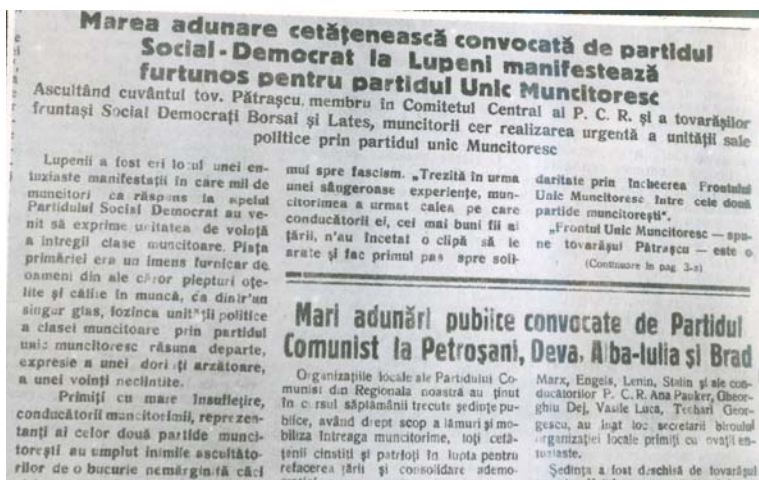 Marea adunare cetățenească convocată de partidul
Social-Democrat la Lupeni manifestează
furtunos pentru partidul Unic Muncitoresc
Ascultând cuvântul tov. Pătrașcu, membru în Comitetul Central al P. C. R. și a tovarășilor
fruntași Social Democrați Borsai și Lates, muncitorii cer realizarea urgentă a unității sale
politice prin partidul unic Muncitoresc
Lupenii a fost eri locul unei en-
tuziaste manifestații în care mii de
muncitori ca răspuns la apelul
Partidului Social Democrat au ve-
nit să exprime unitatea de voință
a întregii clase muncitoare. Piața
primăriei era un imens furnicar de
oameni din ale căror piepturi oțe-
lite și călite în muncă, ca dintr'un
singur glas, lozinca unității politice
a clasei muncitoare prin partidul
unic muncitoresc răsuna departe,
expresie a unei dorinți arzătoare,
a unei voinți neclintite.
Primiți cu mare însuflețire,
conducătorii muncitorimii, reprezen-
tanți ai celor două partide munci-
torești au umplut inimile ascultăto-
rilor de o bucurie nemărginită căci
mul spre fascism. „Trezită în urma
unei sângeroase experiențe, mun-
citorimea a urmat calea pe care
conducătorii ei, cei mai buni fii ai
țării, n'au încetat o clipă să le
arate și fac primul pas spre soli-
daritate prin încheerea Frontului
Unic Muncitoresc între cele două
partide muncitorești“.
„Frontul Unic Muncitoresc — spu-
ne tovarășul Pătrașcu — este o
(Continuare în pag. 3-a)
Mari adunări publice convocate de Partidul
Comunist la Petroșani, Deva, Alba-Iulia și Brad
Organizațiile locale ale Partidului Co-
munist din Regionala noastră au ținut
în cursul săptămânii trecute ședințe pu-
blice, având drept scop a lămuri și mo-
biliza întreaga muncitorime, toți cetă-
țenii cinstiți și patrioți în lupta pentru
refacerea țării și consolidare ademo-
Marx, Engels, Lenin, Stalin și ale con-
ducătorilor P. C. R. Ana Pauker, Gheor-
ghiu Dej, Vasile Luca, Techari Geor-
gescu, au luat loc secretarii biroului
organizației locale primiți cu ovații en-
tuziaste.
Ședința a fost deschisă de tovarășul